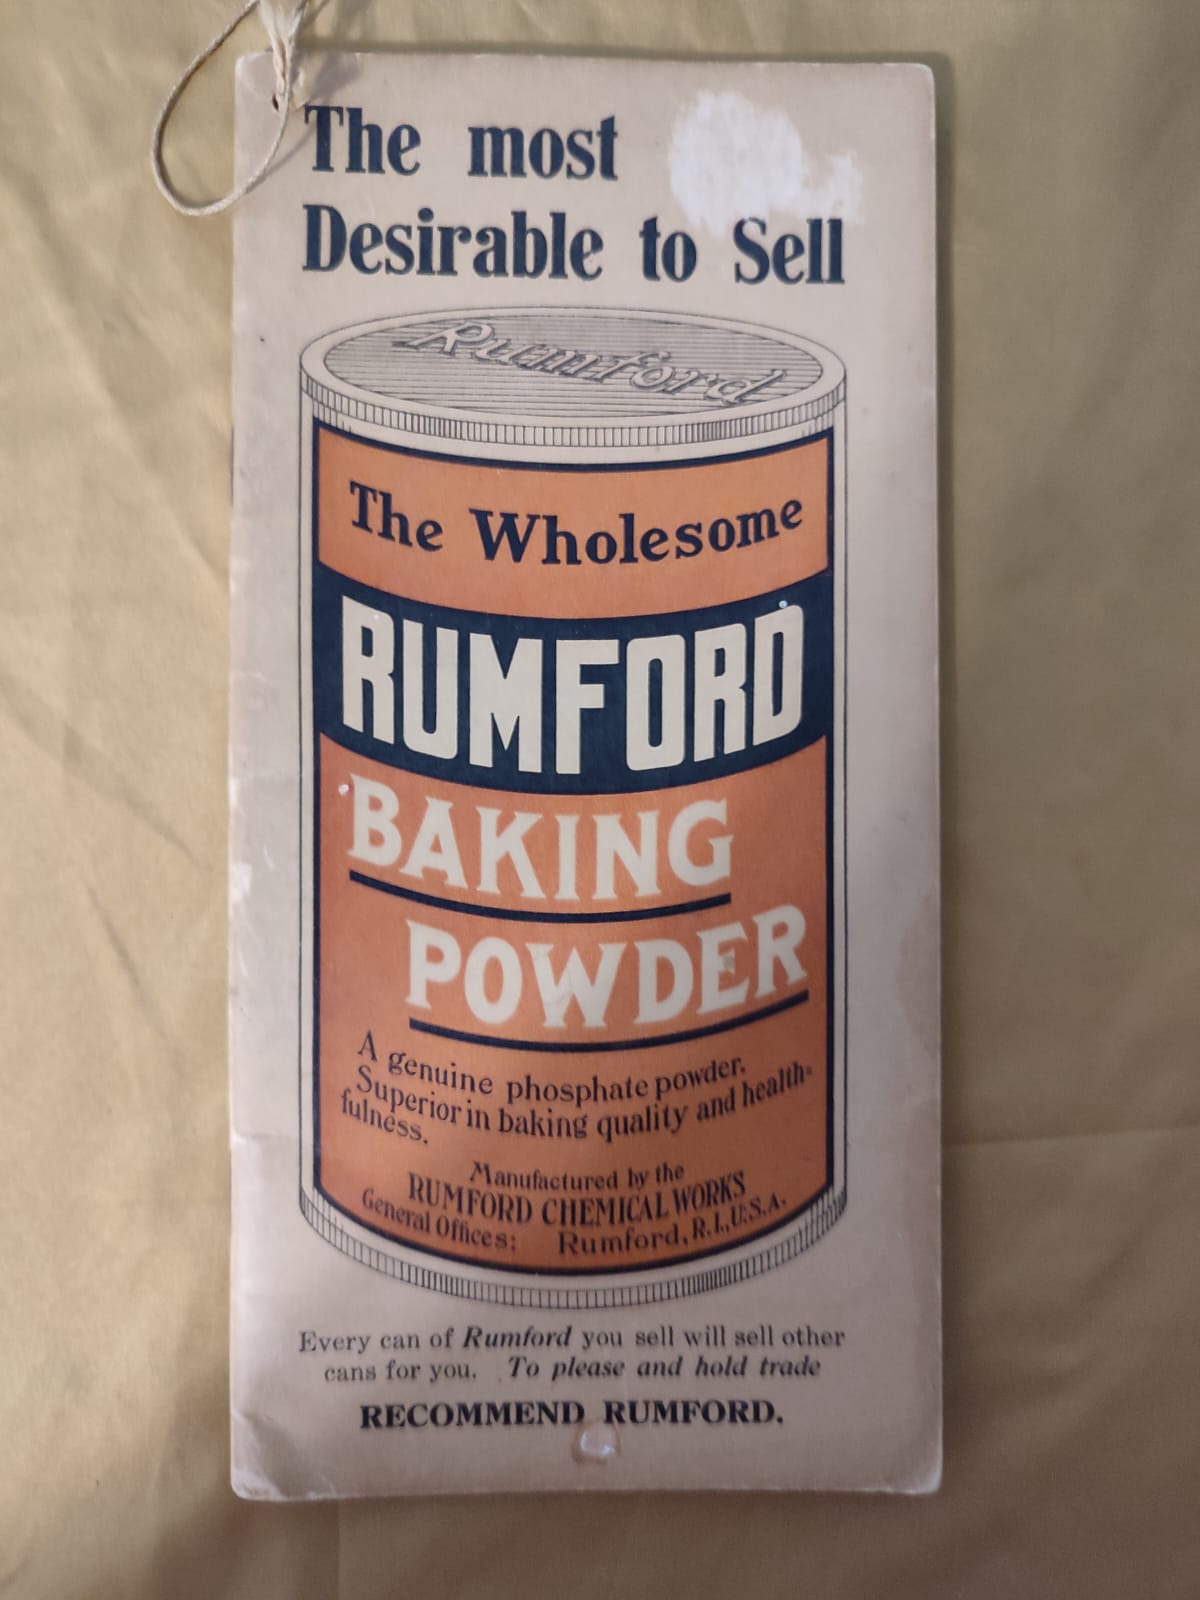 The most
Desirable to Sell
Rumford
The Wholesome
RUMFORD
BAKING
POWDER
A genuine phosphate powder.
Superior in baking quality and health=
fulness.
Manufactured by the
RUMFORD CHEMICAL WORKS
General Offices: Rumford, R.I., U.S.A.
Every can of Rumford you sell will sell other
cans for you. To please and hold trade
RECOMMEND RUMFORD.